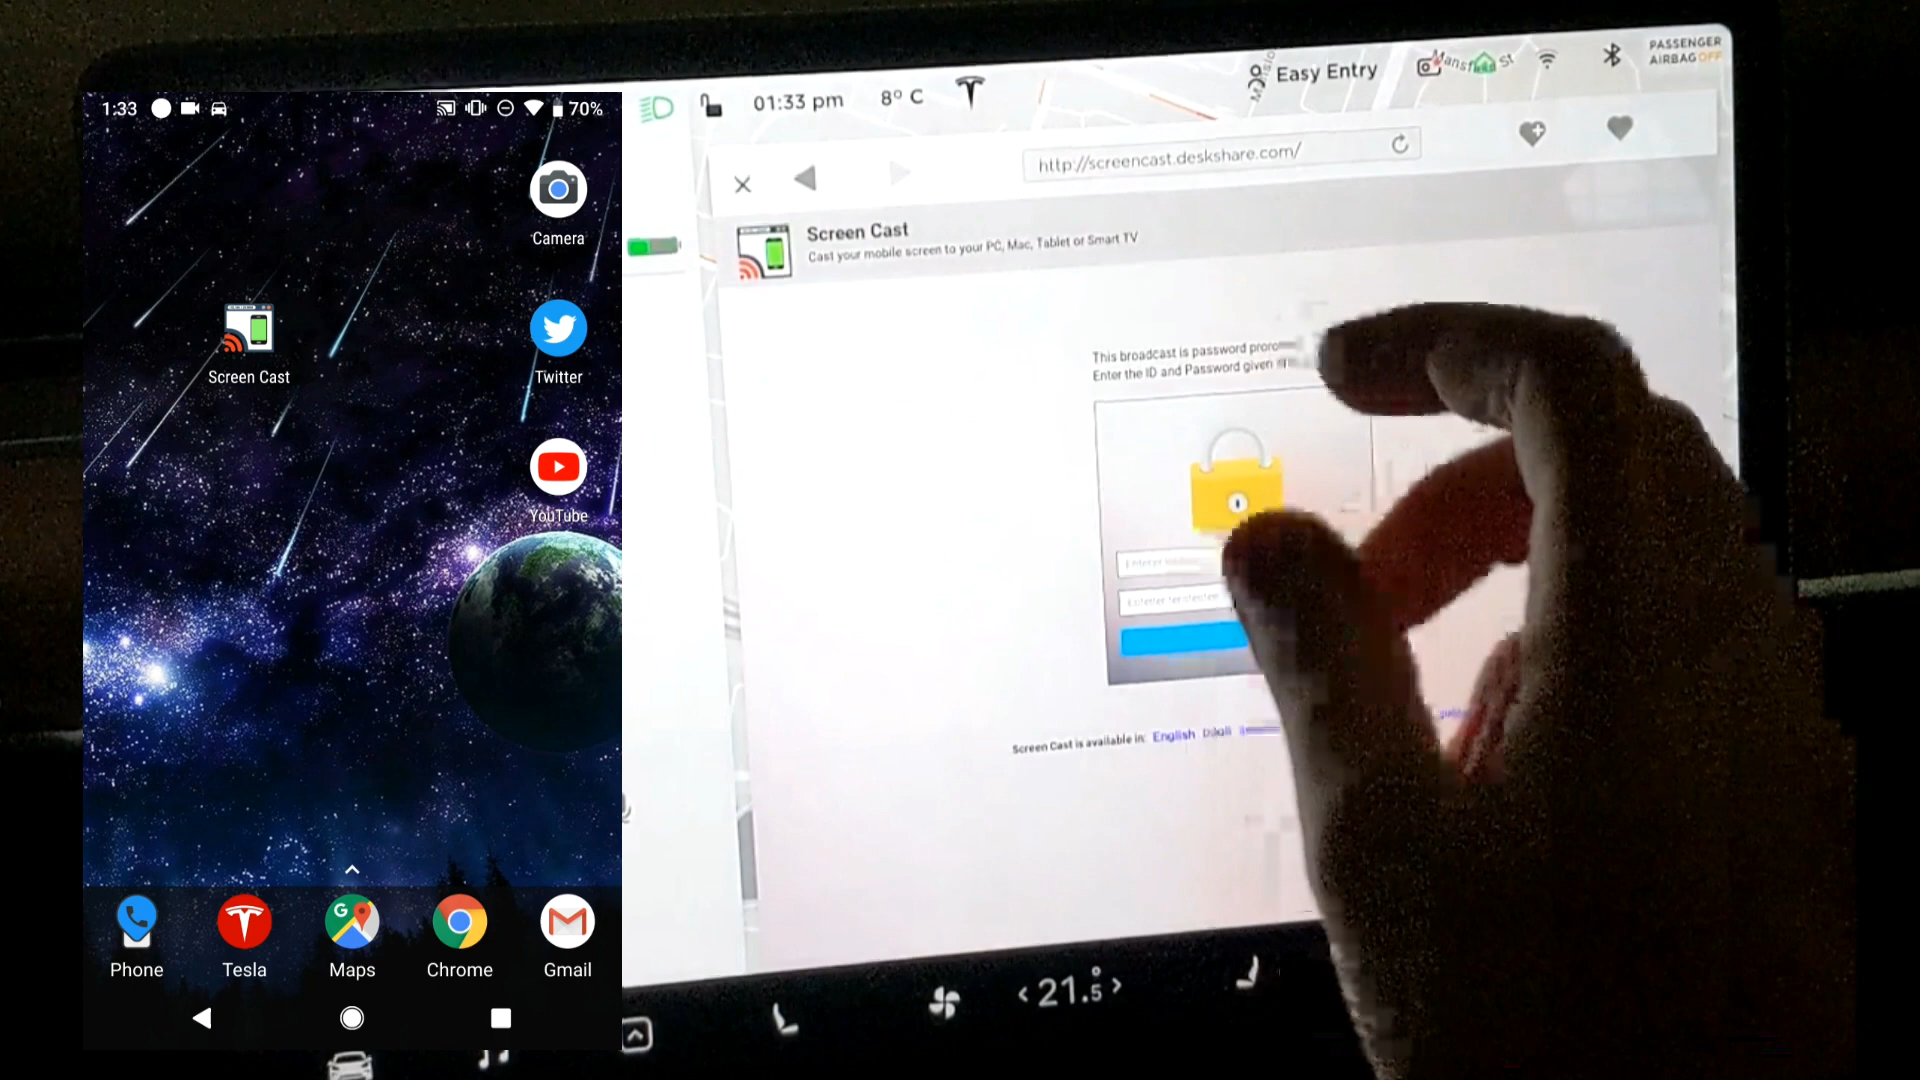 1:33
70%
Camera
Screen Cast
Twitter
YouTube
Phone
Tesla
Maps
Chrome
Gmail
01:33 pm
8° C
Easy Entry
Mansfield St
PASSENGER
AIRBAG OFF
http://screencast.deskshare.com/
Screen Cast
Cast your mobile screen to your PC, Mac, Tablet or Smart TV
This broadcast is password
Enter the ID and Password given
Screen Cast is available in: English
21.5°